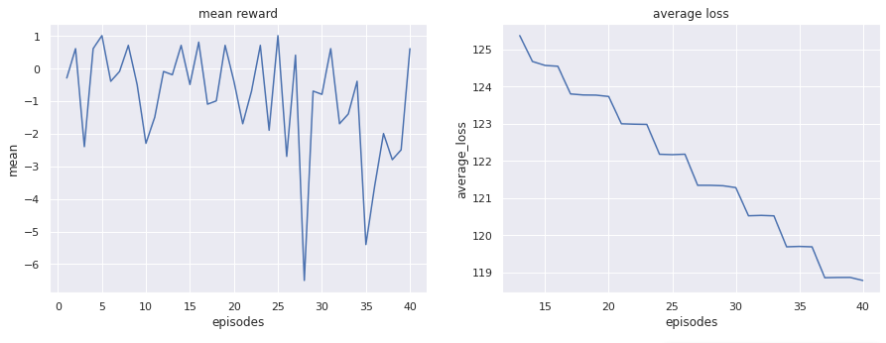 mean reward
1
0
−1
−2
−3
−4
−5
−6
mean
0 5 10 15 20 25 30 35 40
episodes
average loss
125
124
123
122
121
120
119
average_loss
15 20 25 30 35 40
episodes